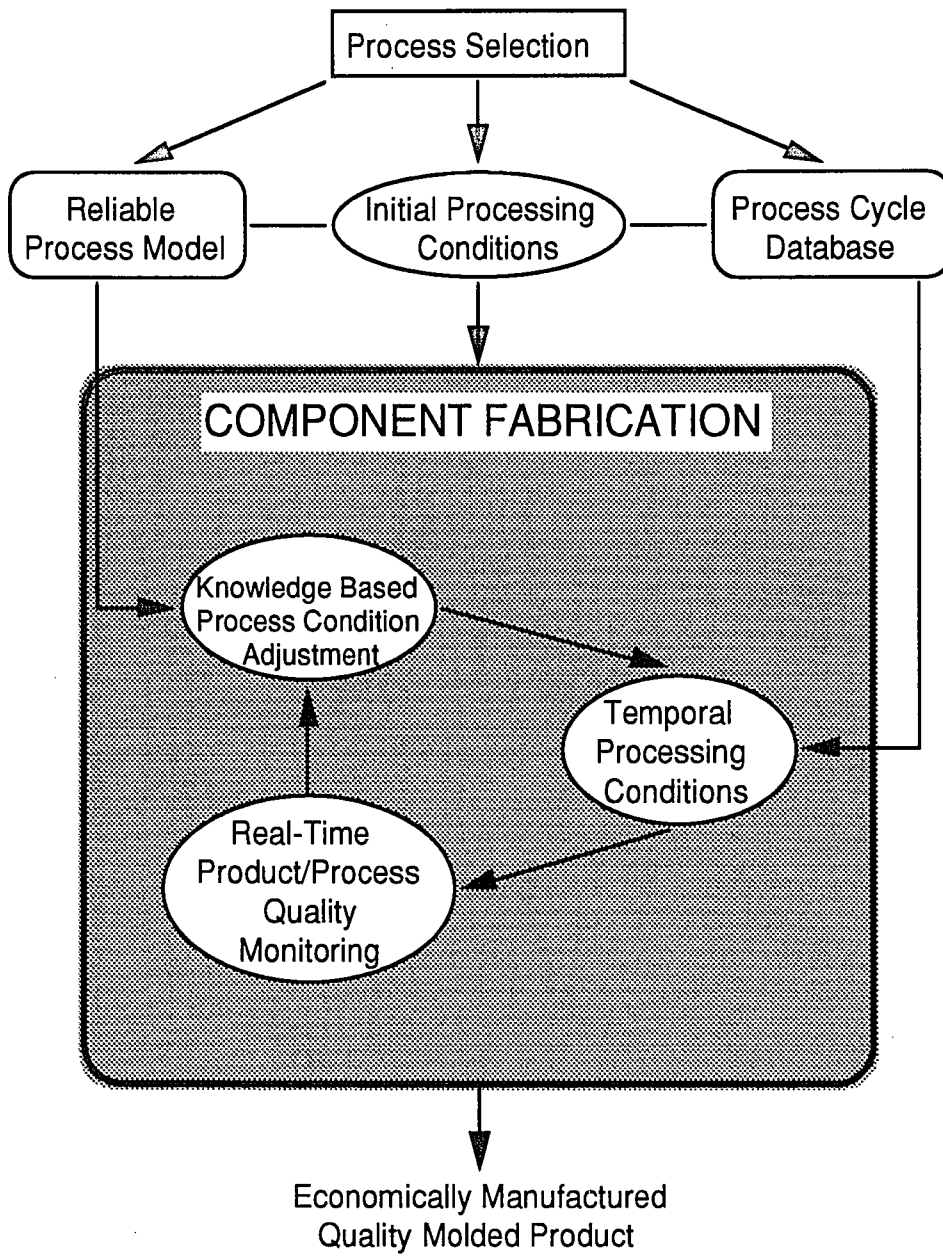 Process Selection
Reliable
Process Model
Initial Processing
Conditions
Process Cycle
Database
COMPONENT FABRICATION
Knowledge Based
Process Condition
Adjustment
Temporal
Processing
Conditions
Real-Time
Product/Process
Quality
Monitoring
Economically Manufactured
Quality Molded Product